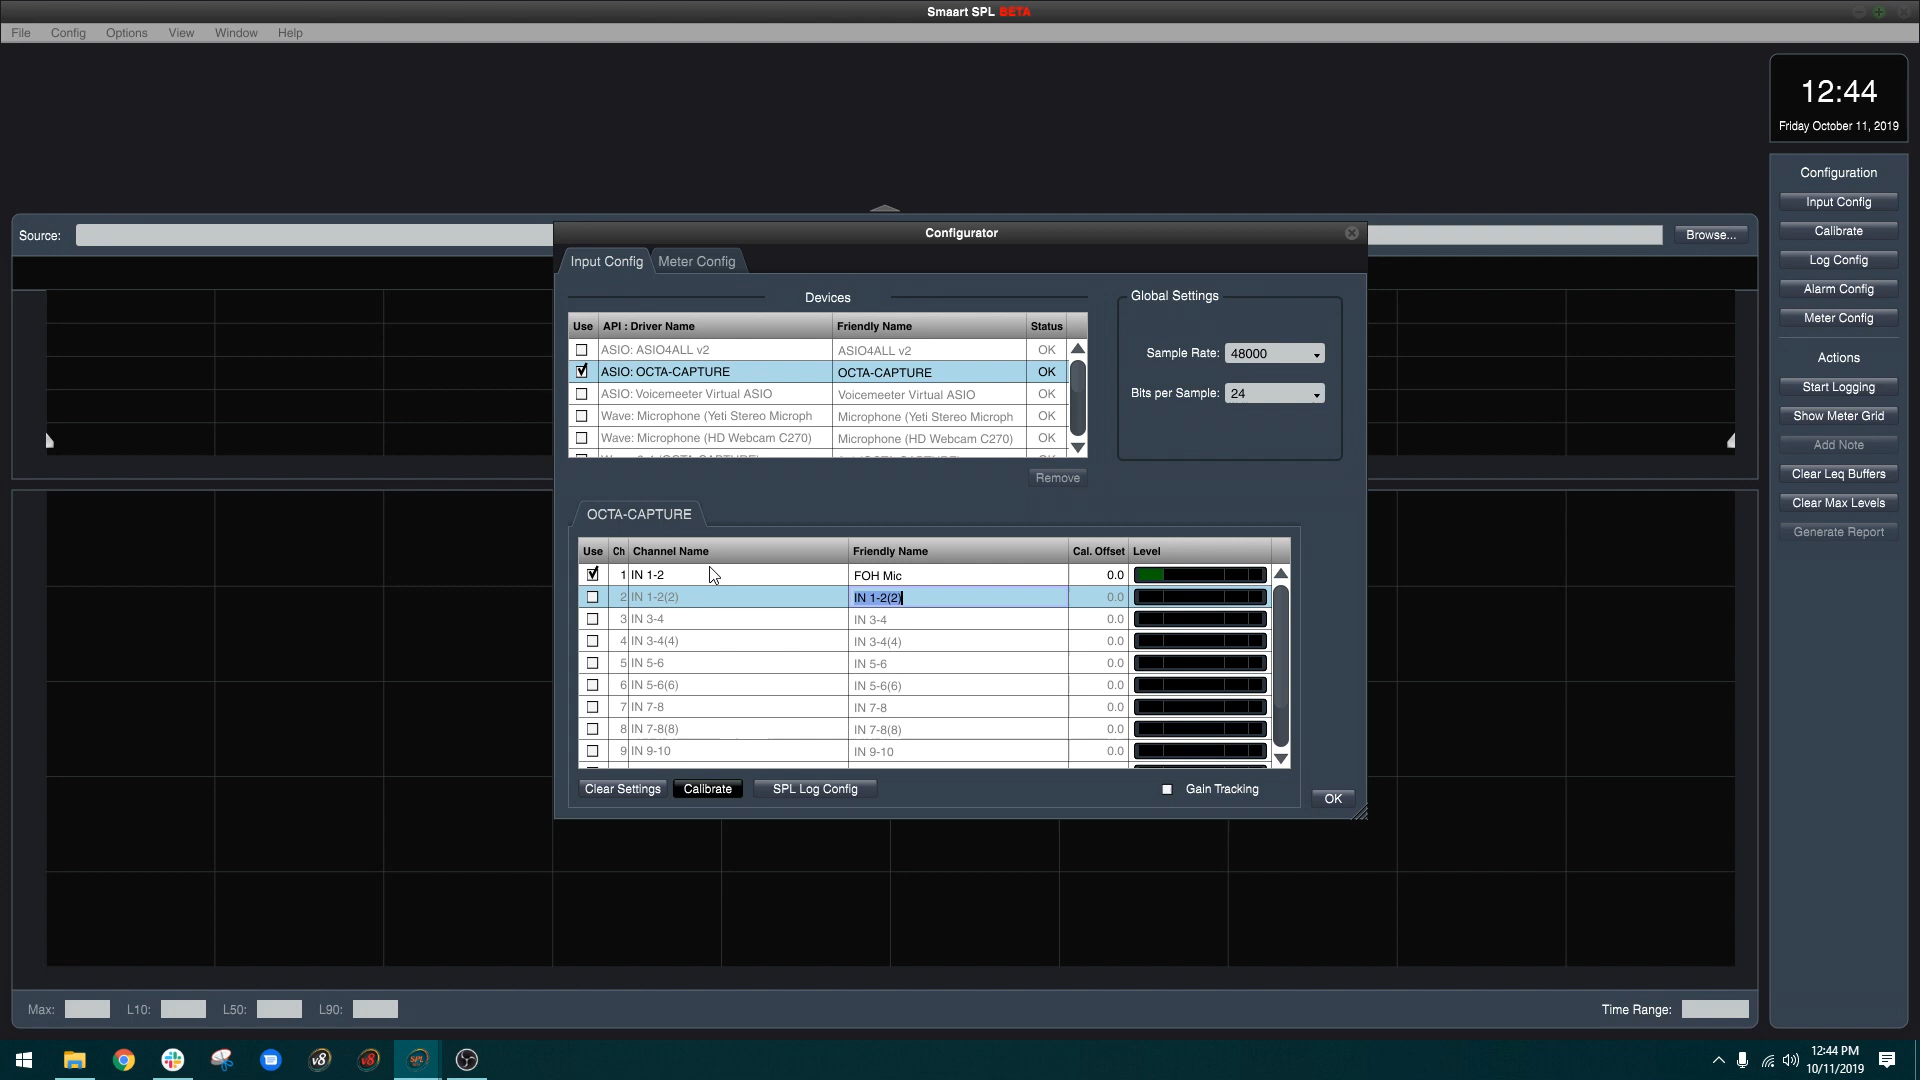 Smaart SPL BETA
File Config Options View Window Help
12:44
Friday October 11, 2019
Source:
Browse...
Configuration
Input Config
Calibrate
Log Config
Alarm Config
Meter Config
Actions
Start Logging
Show Meter Grid
Add Note
Clear Leq Buffers
Clear Max Levels
Generate Report
Configurator
Input Config Meter Config
Devices
Use API : Driver Name Friendly Name Status
ASIO: ASIO4ALL v2 ASIO4ALL v2 OK
ASIO: OCTA-CAPTURE OCTA-CAPTURE OK
ASIO: Voicemeeter Virtual ASIO Voicemeeter Virtual ASIO OK
Wave: Microphone (Yeti Stereo Microph Microphone (Yeti Stereo Microph OK
Wave: Microphone (HD Webcam C270) Microphone (HD Webcam C270) OK
Remove
Global Settings
Sample Rate: 48000
Bits per Sample: 24
OCTA-CAPTURE
Use Ch Channel Name Friendly Name Cal. Offset Level
1 IN 1-2 FOH Mic 0.0
2 IN 1-2(2) IN 1-2(2) 0.0
3 IN 3-4 IN 3-4 0.0
4 IN 3-4(4) IN 3-4(4) 0.0
5 IN 5-6 IN 5-6 0.0
6 IN 5-6(6) IN 5-6(6) 0.0
7 IN 7-8 IN 7-8 0.0
8 IN 7-8(8) IN 7-8(8) 0.0
9 IN 9-10 IN 9-10 0.0
Clear Settings Calibrate SPL Log Config Gain Tracking OK
Max: L10: L50: L90: Time Range:
v8 v8 SPL
12:44 PM
10/11/2019